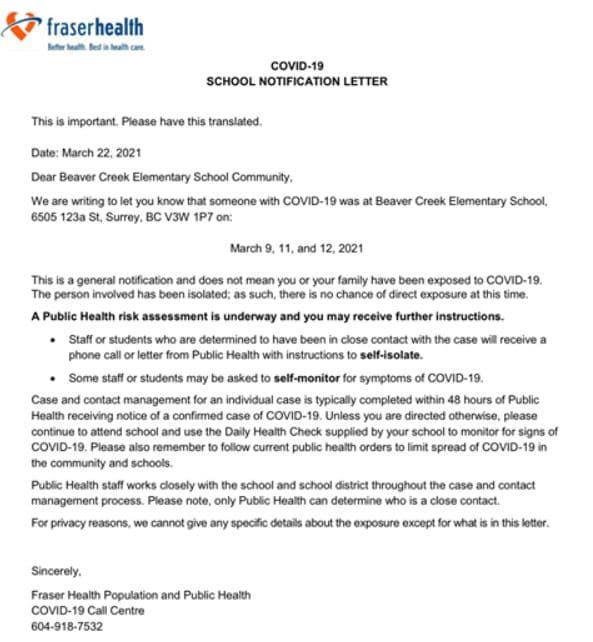 fraserhealth
Better health. Best in health care.
COVID-19
SCHOOL NOTIFICATION LETTER
This is important. Please have this translated.
Date: March 22, 2021
Dear Beaver Creek Elementary School Community,
We are writing to let you know that someone with COVID-19 was at Beaver Creek Elementary School,
6505 123a St, Surrey, BC V3W 1P7 on:
March 9, 11, and 12, 2021
This is a general notification and does not mean you or your family have been exposed to COVID-19.
The person involved has been isolated; as such, there is no chance of direct exposure at this time.
A Public Health risk assessment is underway and you may receive further instructions.
• Staff or students who are determined to have been in close contact with the case will receive a
phone call or letter from Public Health with instructions to self-isolate.
• Some staff or students may be asked to self-monitor for symptoms of COVID-19.
Case and contact management for an individual case is typically completed within 48 hours of Public
Health receiving notice of a confirmed case of COVID-19. Unless you are directed otherwise, please
continue to attend school and use the Daily Health Check supplied by your school to monitor for signs of
COVID-19. Please also remember to follow current public health orders to limit spread of COVID-19 in
the community and schools.
Public Health staff works closely with the school and school district throughout the case and contact
management process. Please note, only Public Health can determine who is a close contact.
For privacy reasons, we cannot give any specific details about the exposure except for what is in this letter.
Sincerely,
Fraser Health Population and Public Health
COVID-19 Call Centre
604-918-7532